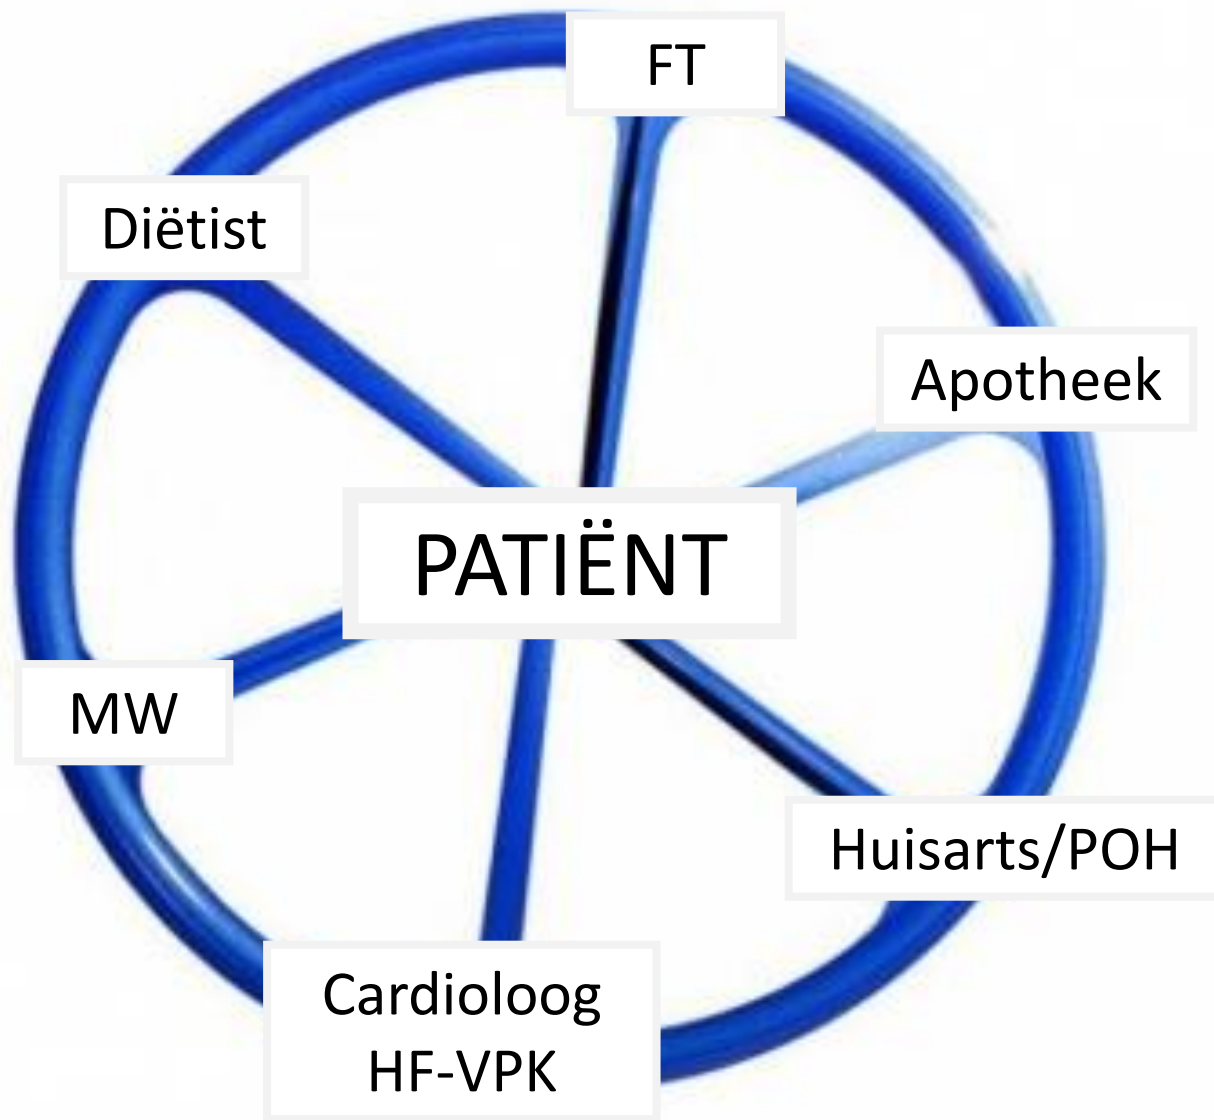 FT
Diëtist
Apotheek
PATIËNT
MW
Huisarts/POH
Cardioloog
HF-VPK